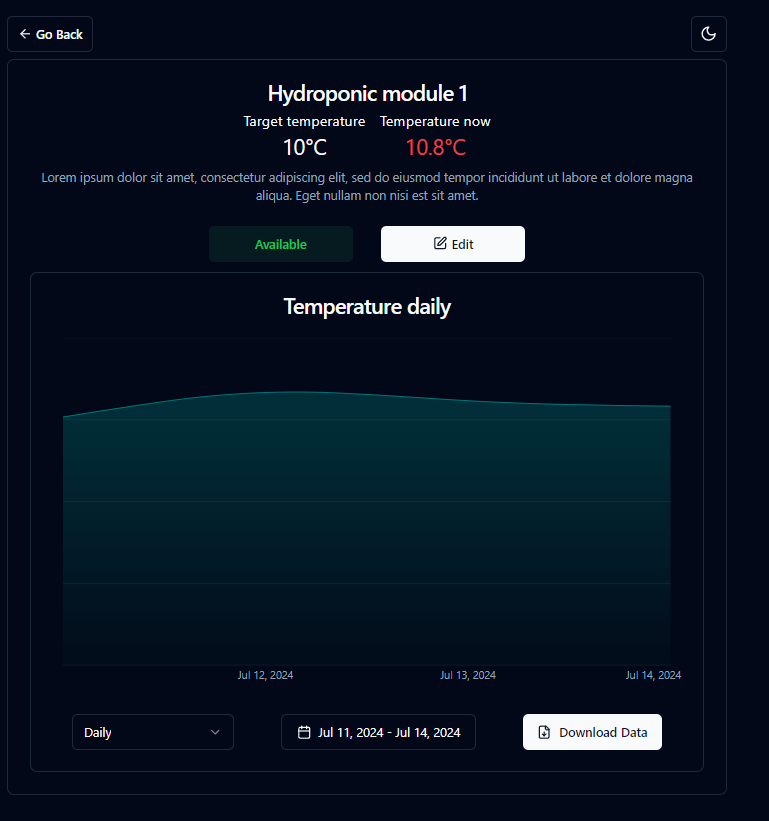 Go Back
Hydroponic module 1
Target temperature Temperature now
10°C 10.8°C
Lorem ipsum dolor sit amet, consectetur adipiscing elit, sed do eiusmod tempor incididunt ut labore et dolore magna
aliqua. Eget nullam non nisi est sit amet.
Available Edit
Temperature daily
Jul 12, 2024 Jul 13, 2024 Jul 14, 2024
Daily Jul 11, 2024 - Jul 14, 2024 Download Data